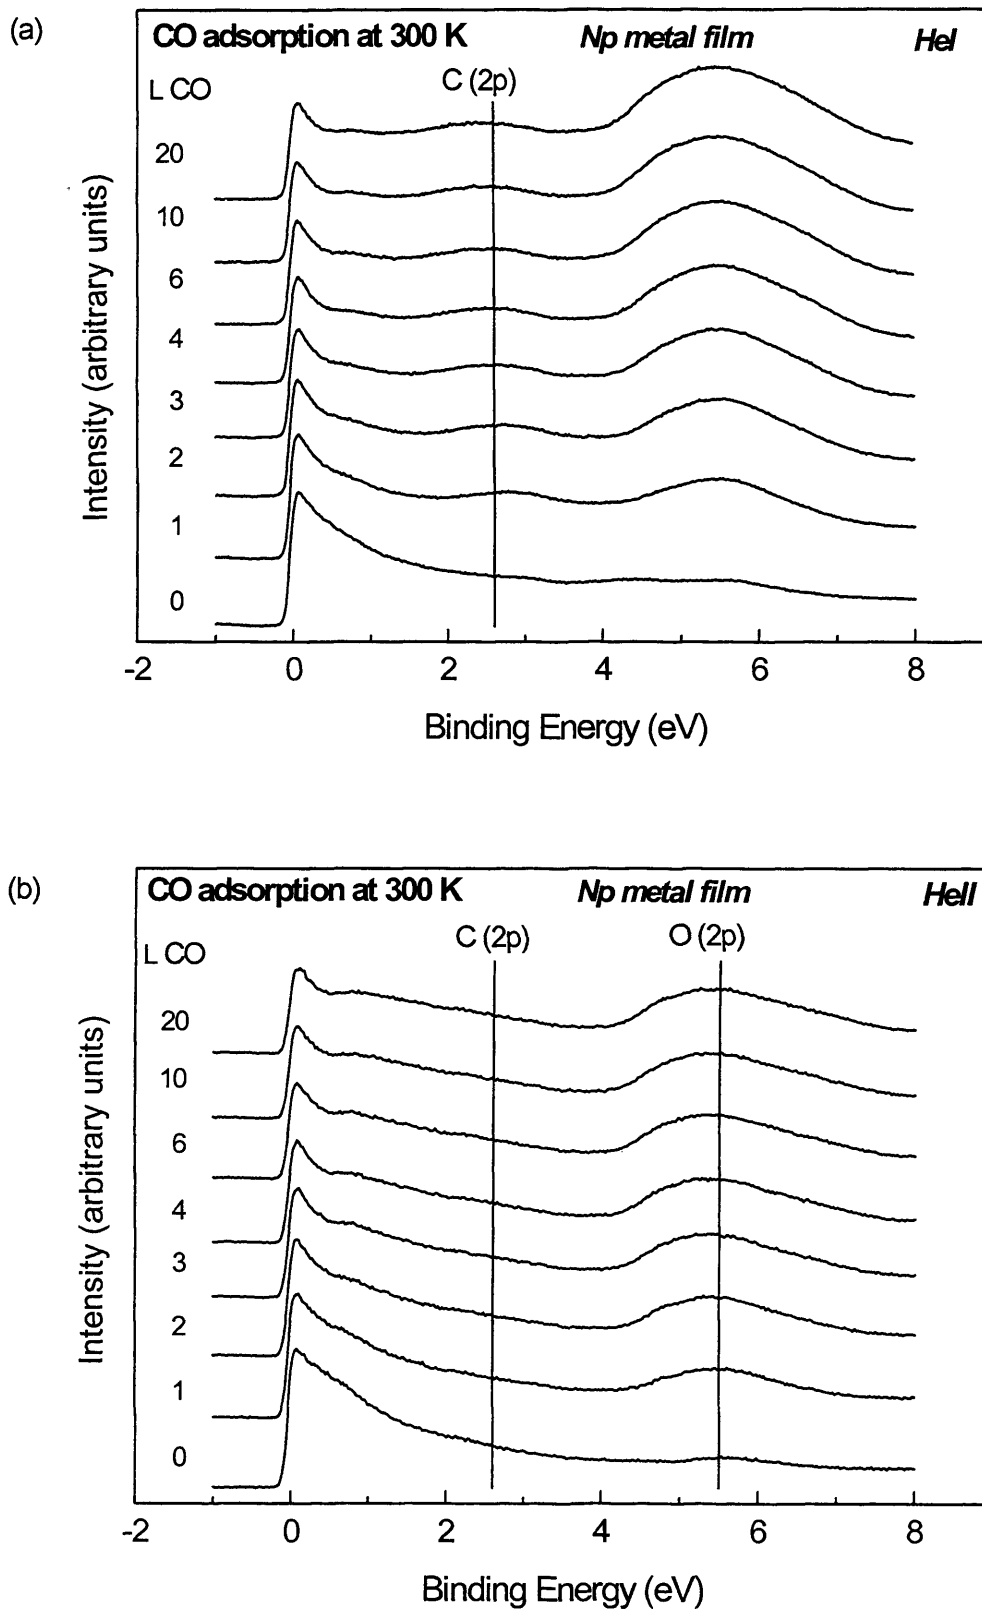 (a)
CO adsorption at 300 K Np metal film HeI
L CO C (2p)
20
10
6
4
3
2
1
0
Intensity (arbitrary units)
-2 0 2 4 6 8
Binding Energy (eV)
(b)
CO adsorption at 300 K Np metal film HeII
L CO C (2p) O (2p)
20
10
6
4
3
2
1
0
Intensity (arbitrary units)
-2 0 2 4 6 8
Binding Energy (eV)